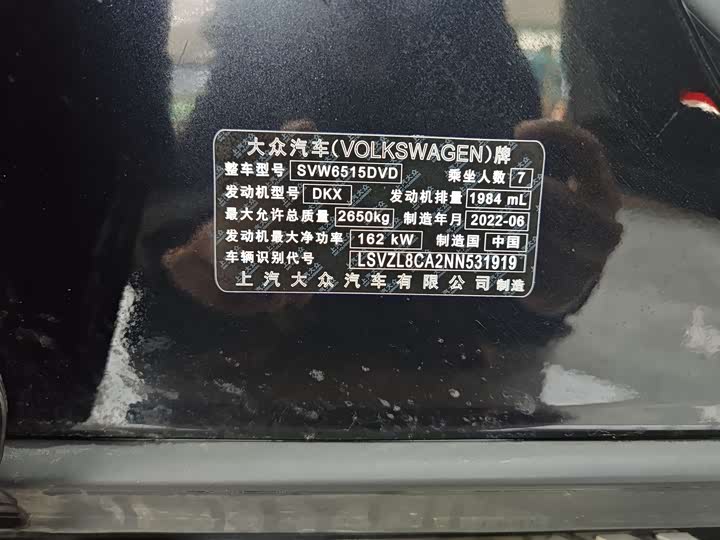 大众汽车(VOLKSWAGEN)牌
整车型号 SVW6515DVD 乘坐人数 7
发动机型号 DKX 发动机排量 1984 mL
最大允许总质量 2650kg 制造年月 2022-06
发动机最大净功率 162 kW 制造国 中国
车辆识别代号 LSVZL8CA2NN531919
上汽大众汽车有限公司制造